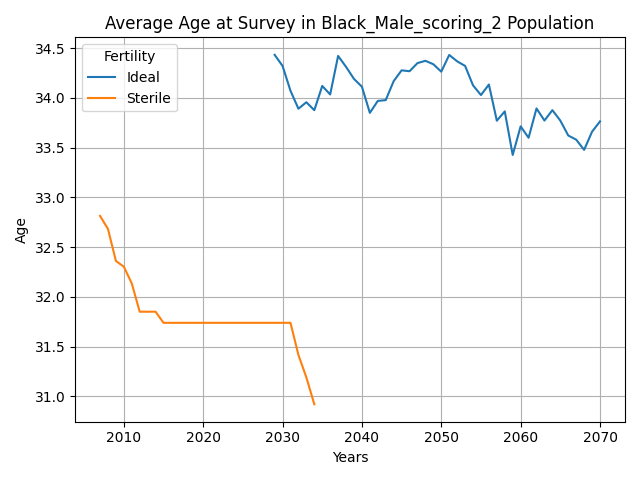 Average Age at Survey in Black_Male_scoring_2 Population
Fertility
Ideal
Sterile
34.5
34.0
33.5
33.0
32.5
32.0
31.5
31.0
Age
2010 2020 2030 2040 2050 2060 2070
Years